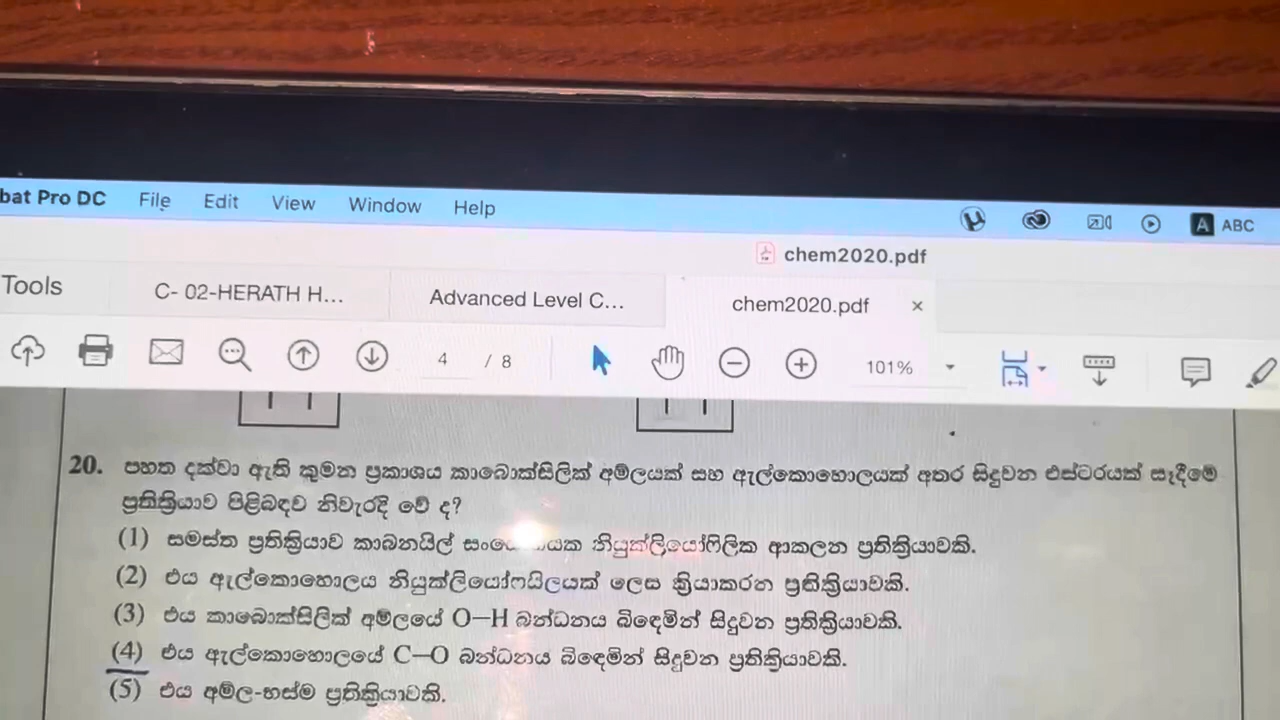 bat Pro DC File Edit View Window Help ABC
chem2020.pdf
Tools C- 02-HERATH H... Advanced Level C... chem2020.pdf ×
4 / 8 101%
20. පහත දක්වා ඇති කුමන ප්‍රකාශය කාබොක්සිලික් අම්ලයක් සහ ඇල්කොහොලයක් අතර සිදුවන එස්ටරයක් සෑදීමේ
ප්‍රතික්‍රියාව පිළිබඳව නිවැරදි වේ ද?
(1) සමස්ත ප්‍රතික්‍රියාව කාබනයිල් නියුක්ලියෝෆිලික ආකලන ප්‍රතික්‍රියාවකි.
(2) එය ඇල්කොහොලය නියුක්ලියෝෆයිලයක් ලෙස ක්‍රියාකරන ප්‍රතික්‍රියාවකි.
(3) එය කාබොක්සිලික් අම්ලයේ O—H බන්ධනය බිඳෙමින් සිදුවන ප්‍රතික්‍රියාවකි.
(4) එය ඇල්කොහොලයේ C—O බන්ධනය බිඳෙමින් සිදුවන ප්‍රතික්‍රියාවකි.
(5) එය අම්ල-භස්ම ප්‍රතික්‍රියාවකි.